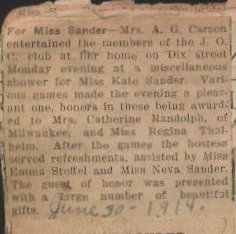 For Miss Sander—Mrs. A. G. Carson
entertained the members of the J. O.
C. club at her home on Dix street
Monday evening at a miscellaneous
shower for Miss Kate Sander. Vari-
ous games made the evening a pleas-
ant one, honors in these being award-
ed to Mrs. Catherine Randolph, of
Milwaukee, and Miss Regina Thal-
heim. After the games the hostess
served refreshments, assisted by Miss
Emma Stoffel and Miss Neva Sander.
The guest of honor was presented
with a large number of beautiful
gifts. June 30 - 1914.